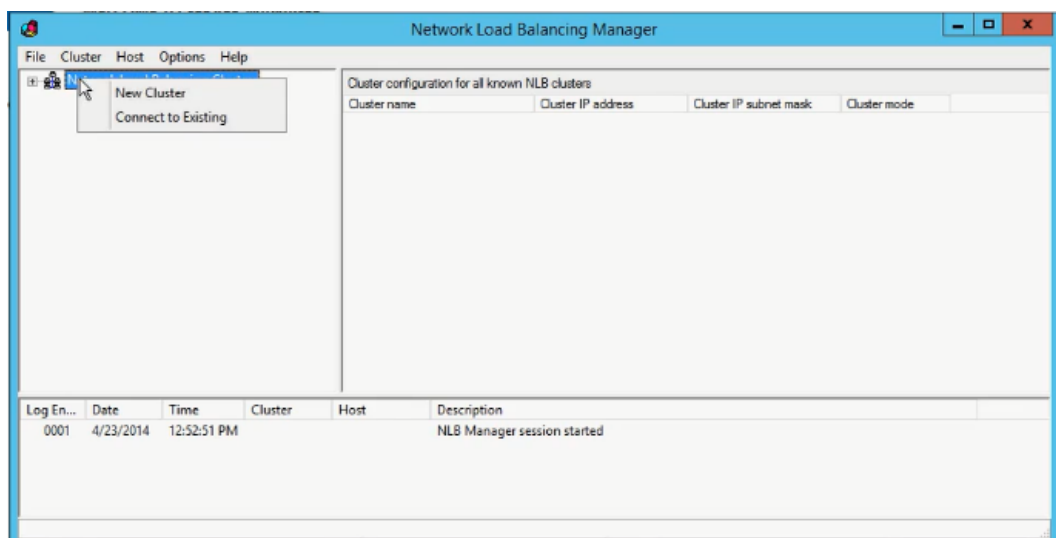 Network Load Balancing Manager
File Cluster Host Options Help
New Cluster
Connect to Existing
Cluster configuration for all known NLB clusters
Cluster name Cluster IP address Cluster IP subnet mask Cluster mode
Log En... Date Time Cluster Host Description
0001 4/23/2014 12:52:51 PM NLB Manager session started